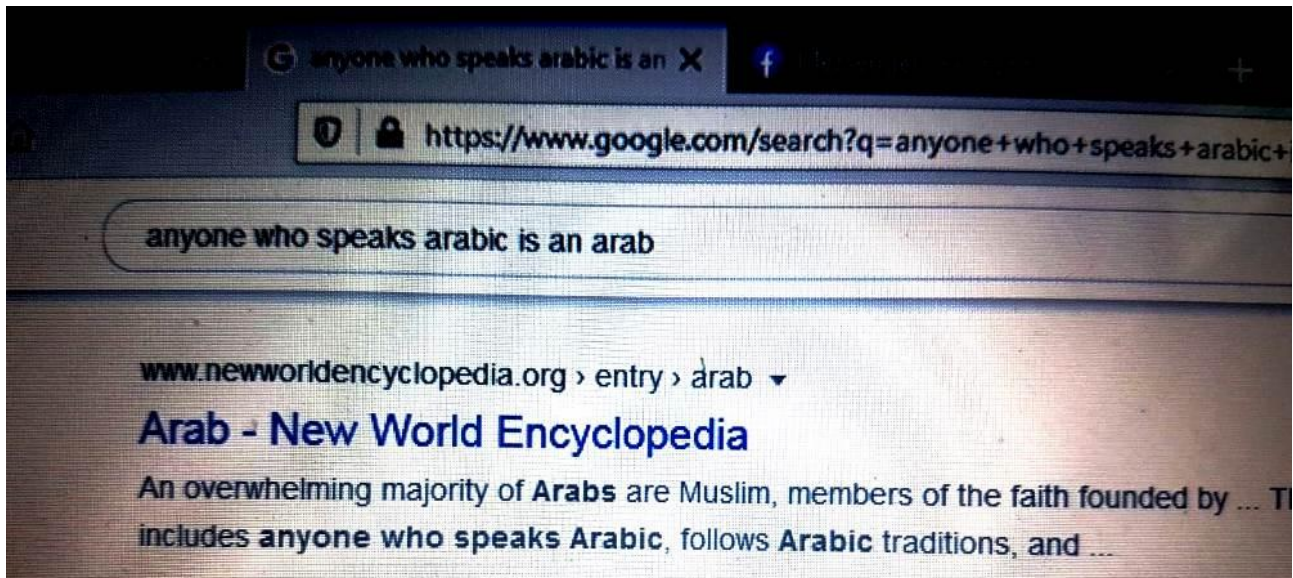 G anyone who speaks arabic is an
f
https://www.google.com/search?q=anyone+who+speaks+arabic+i
anyone who speaks arabic is an arab
www.newworldencyclopedia.org › entry › arab
Arab - New World Encyclopedia
An overwhelming majority of Arabs are Muslim, members of the faith founded by ... Tl
includes anyone who speaks Arabic, follows Arabic traditions, and ...